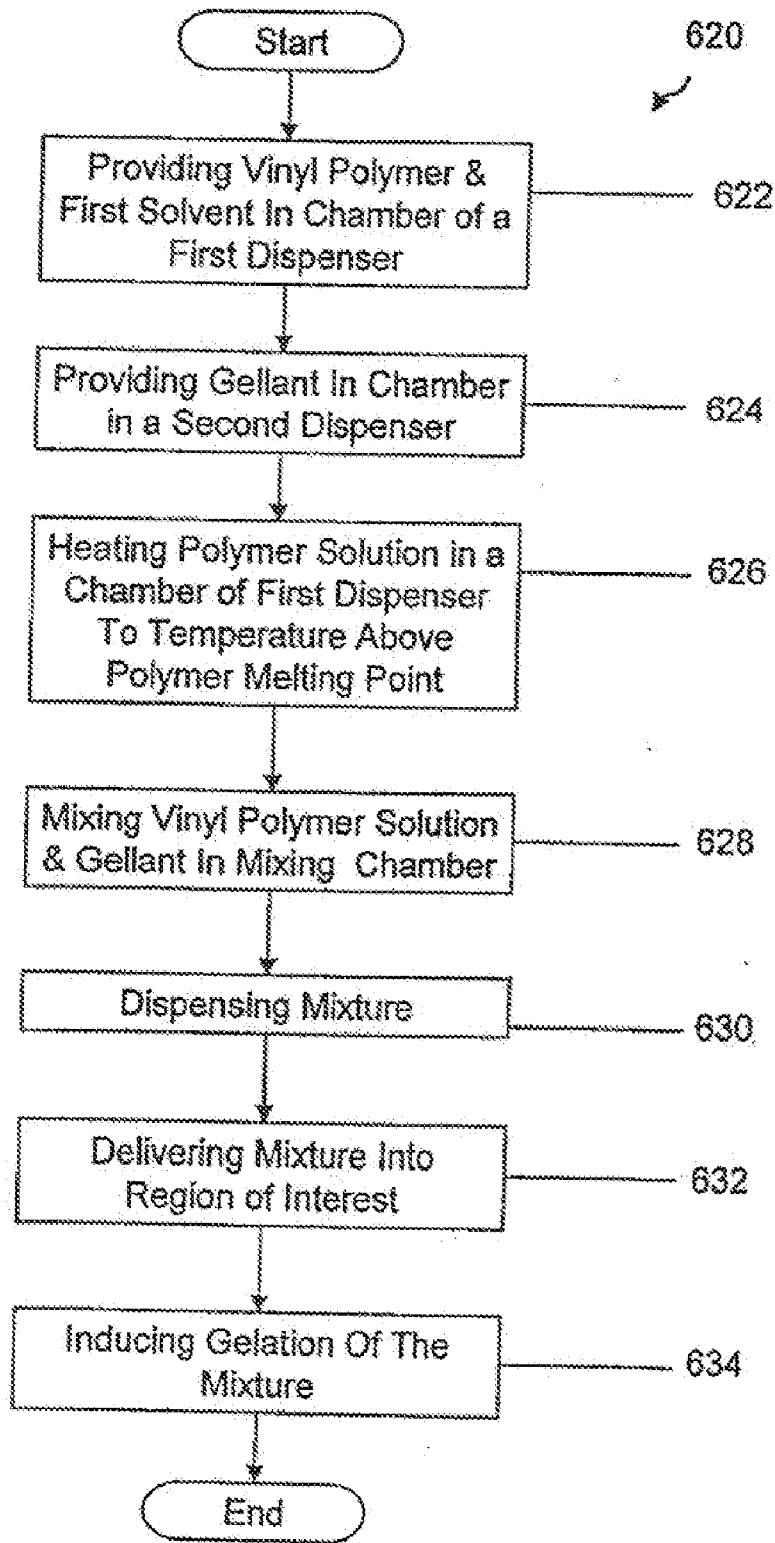 Start
620
Providing Vinyl Polymer &
First Solvent In Chamber of a
First Dispenser
622
Providing Gellant In Chamber
in a Second Dispenser
624
Heating Polymer Solution in a
Chamber of First Dispenser
To Temperature Above
Polymer Melting Point
626
Mixing Vinyl Polymer Solution
& Gellant In Mixing Chamber
628
Dispensing Mixture
630
Delivering Mixture Into
Region of Interest
632
Inducing Gelation Of The
Mixture
634
End